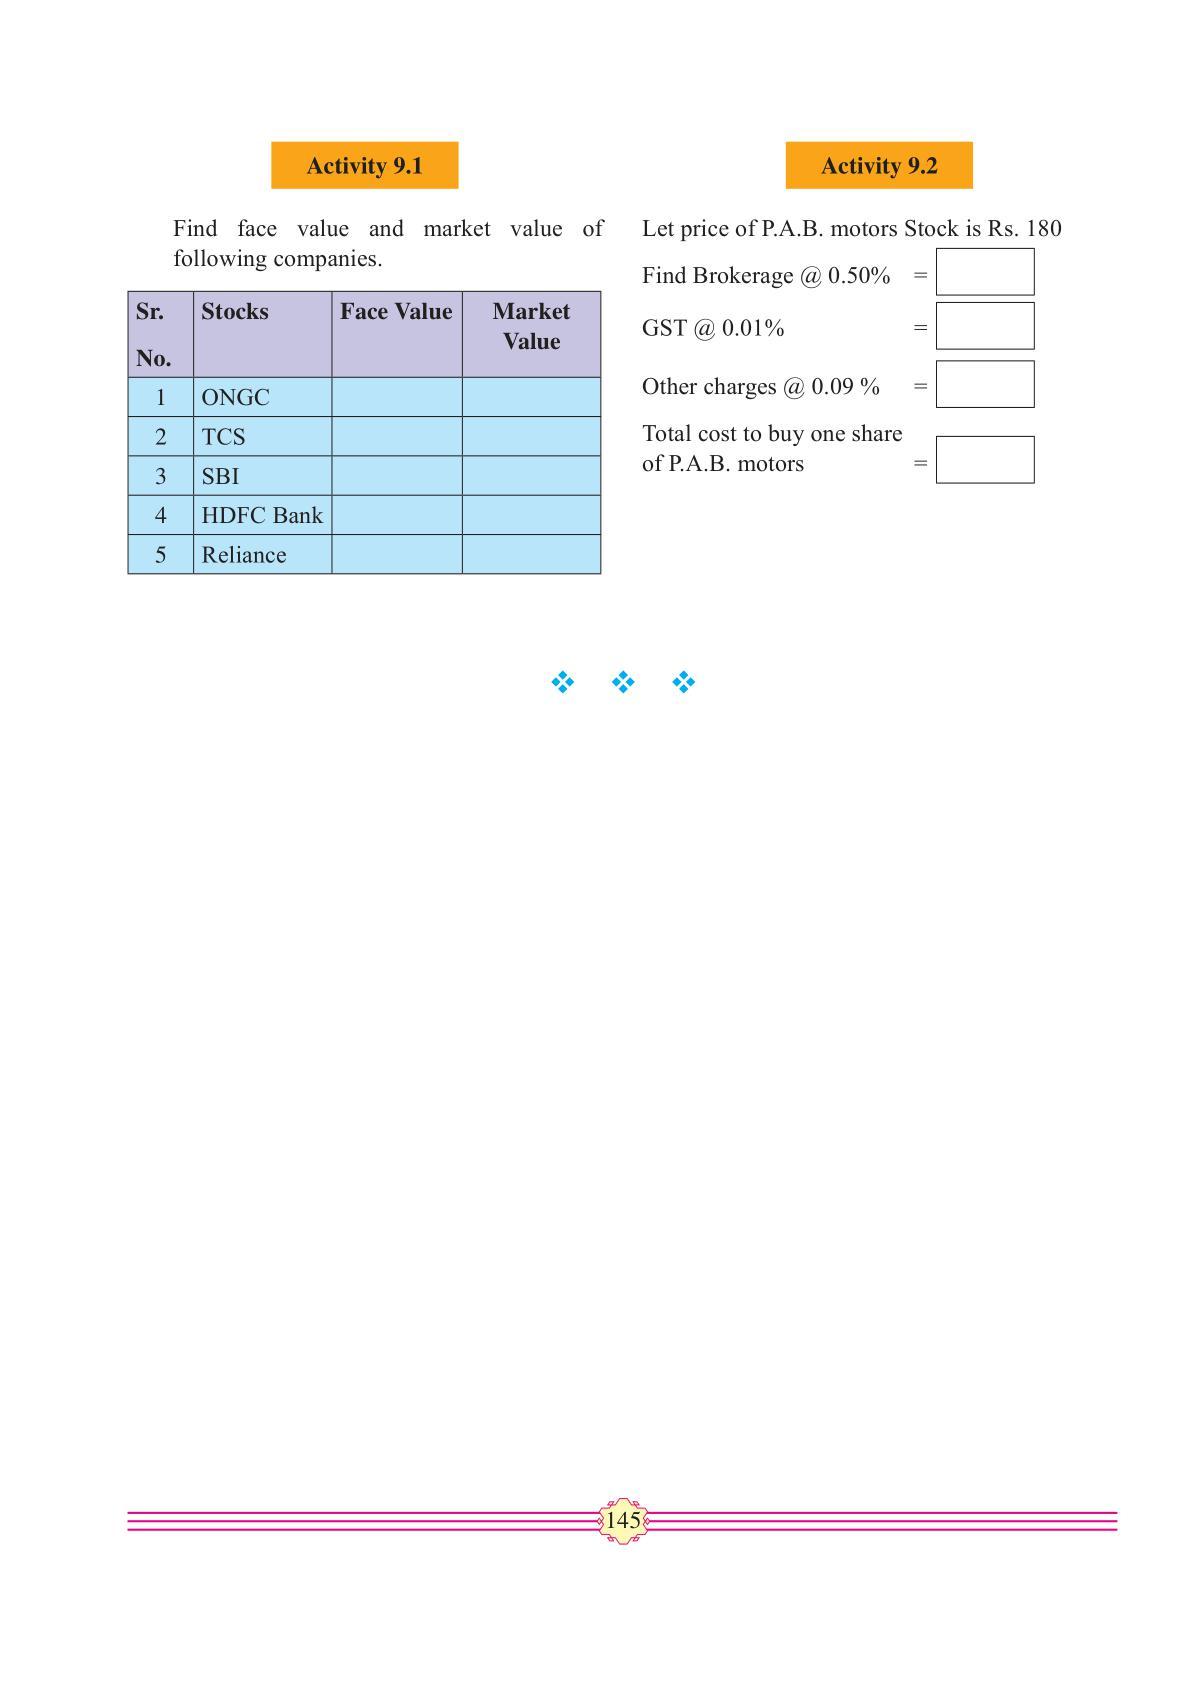 Activity 9.1
Find face value and market value of
following companies.
Sr. No. Stocks Face Value Market Value
1 ONGC
2 TCS
3 SBI
4 HDFC Bank
5 Reliance
Activity 9.2
Let price of P.A.B. motors Stock is Rs. 180
Find Brokerage @ 0.50% =
GST @ 0.01% =
Other charges @ 0.09 % =
Total cost to buy one share
of P.A.B. motors =
145